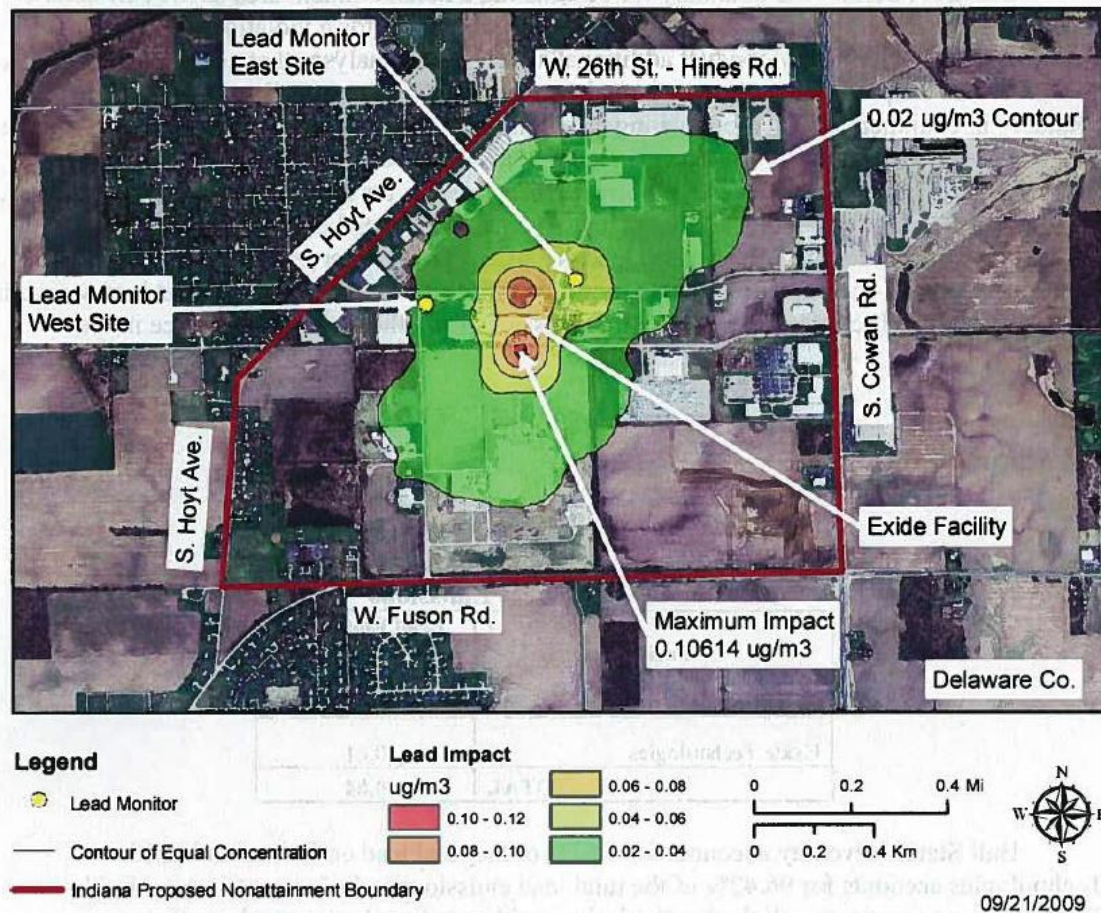 Lead Monitor
East Site
W. 26th St. - Hines Rd.
0.02 ug/m3 Contour
S. Hoyt Ave.
Lead Monitor
West Site
S. Cowan Rd.
S. Hoyt Ave.
Exide Facility
W. Fuson Rd.
Maximum Impact
0.10614 ug/m3
Delaware Co.
Legend
Lead Monitor
Contour of Equal Concentration
Indiana Proposed Nonattainment Boundary
Lead Impact
ug/m3
0.10 - 0.12
0.08 - 0.10
0.06 - 0.08
0.04 - 0.06
0.02 - 0.04
0 0.2 0.4 Mi
0 0.2 0.4 Km
N
W E
S
09/21/2009